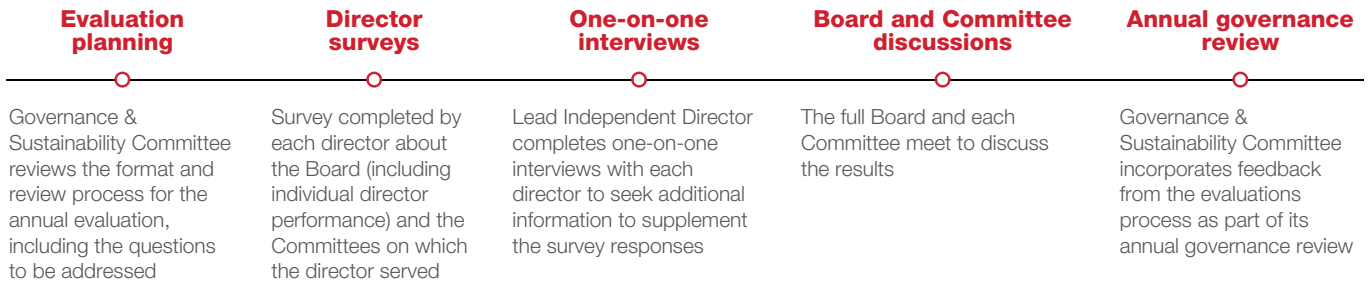 Evaluation
planning
Governance &
Sustainability Committee
reviews the format and
review process for the
annual evaluation,
including the questions
to be addressed
Director
surveys
Survey completed by
each director about
the Board (including
individual director
performance) and the
Committees on which
the director served
One-on-one
interviews
Lead Independent Director
completes one-on-one
interviews with each
director to seek additional
information to supplement
the survey responses
Board and Committee
discussions
The full Board and each
Committee meet to discuss
the results
Annual governance
review
Governance &
Sustainability Committee
incorporates feedback
from the evaluations
process as part of its
annual governance review